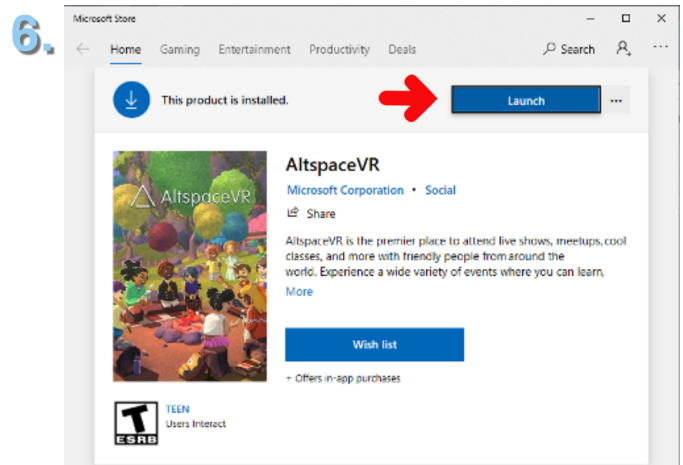 6.
Microsoft Store
Home Gaming Entertainment Productivity Deals Search
This product is installed.
Launch
AltspaceVR
AltspaceVR
Microsoft Corporation • Social
Share
AltspaceVR is the premier place to attend live shows, meetups, cool
classes, and more with friendly people from around the
world. Experience a wide variety of events where you can learn,
More
Wish list
+ Offers in-app purchases
T
ESRB
TEEN
Users Interact